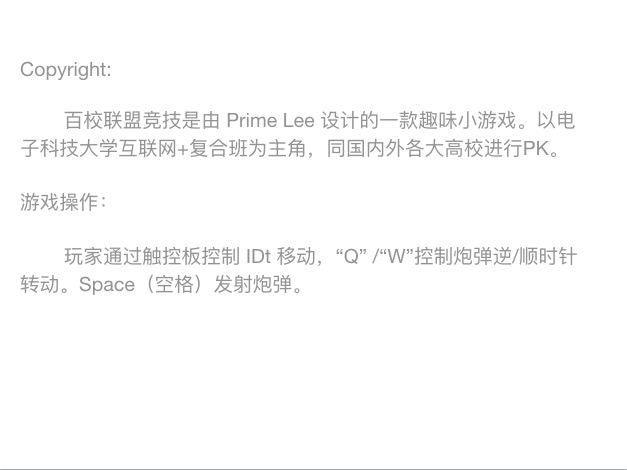 Copyright:
百校联盟竞技是由 Prime Lee 设计的一款趣味小游戏。以电
子科技大学互联网+复合班为主角，同国内外各大高校进行PK。
游戏操作：
玩家通过触控板控制 IDt 移动，“Q” /“W”控制炮弹逆/顺时针
转动。Space（空格）发射炮弹。